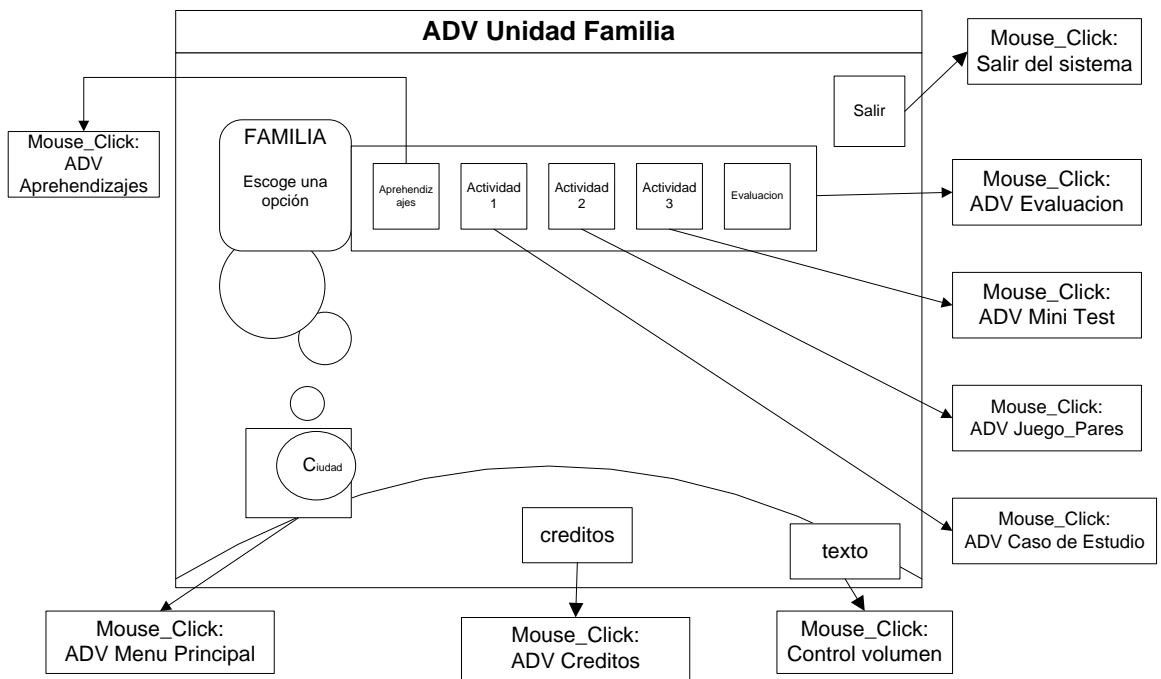 ADV Unidad Familia
Mouse_Click:
Salir del sistema
Salir
Mouse_Click:
ADV
Aprehendizajes
FAMILIA
Escoge una
opción
Aprehendiz
ajes
Actividad
1
Actividad
2
Actividad
3
Evaluacion
Mouse_Click:
ADV Evaluacion
Mouse_Click:
ADV Mini Test
Mouse_Click:
ADV Juego_Pares
Ciudad
Mouse_Click:
ADV Caso de Estudio
creditos
texto
Mouse_Click:
ADV Menu Principal
Mouse_Click:
ADV Creditos
Mouse_Click:
Control volumen